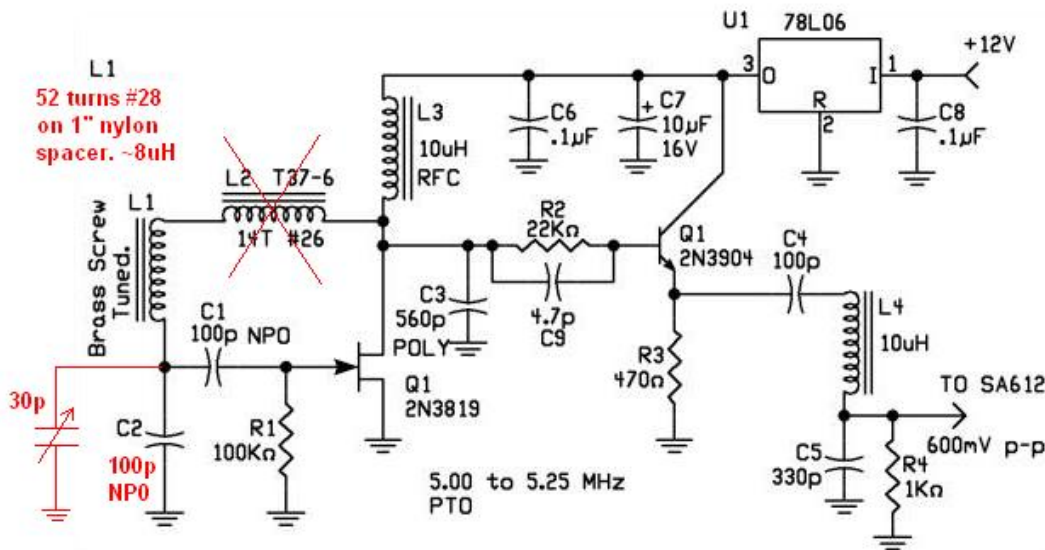 U1
78L06
+12V
3
O
I
1
R
2
L1
52 turns #28
on 1" nylon
spacer. ~8uH
L3
10uH
RFC
C6
.1µF
+
C7
10µF
16V
C8
.1µF
L2 T37-6
14T #26
L1
Brass Screw
Tuned.
R2
22KΩ
4.7p
C9
Q1
2N3904
C4
100p
C3
560p
POLY
L4
10uH
C1
100p NPO
Q1
2N3819
R3
470Ω
TO SA612
600mV p-p
30p
C2
100p
NP0
R1
100KΩ
C5
330p
R4
1KΩ
5.00 to 5.25 MHz
PTO